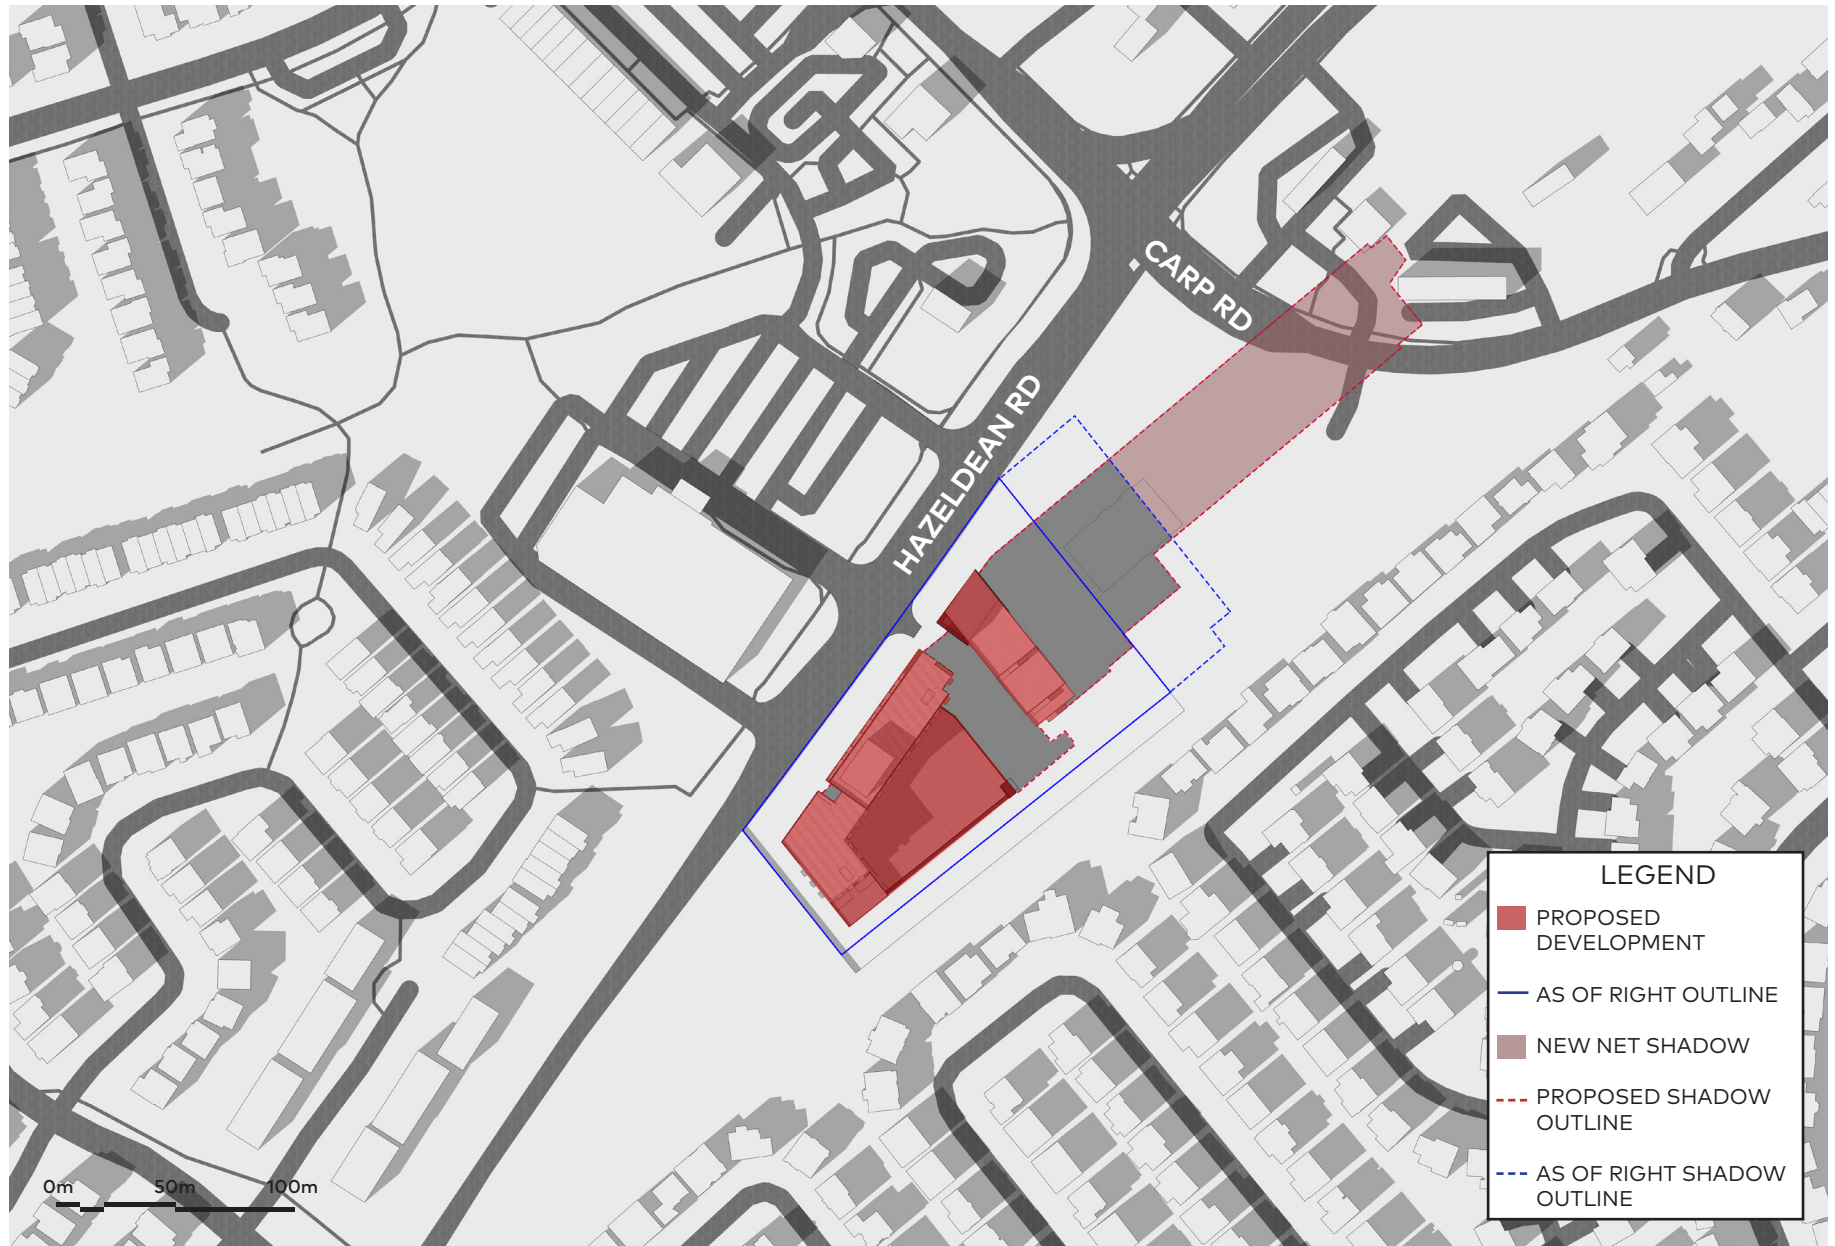 CARP RD
HAZELDEAN RD
LEGEND
PROPOSED
DEVELOPMENT
AS OF RIGHT OUTLINE
NEW NET SHADOW
PROPOSED SHADOW
OUTLINE
AS OF RIGHT SHADOW
OUTLINE
0m 50m 100m